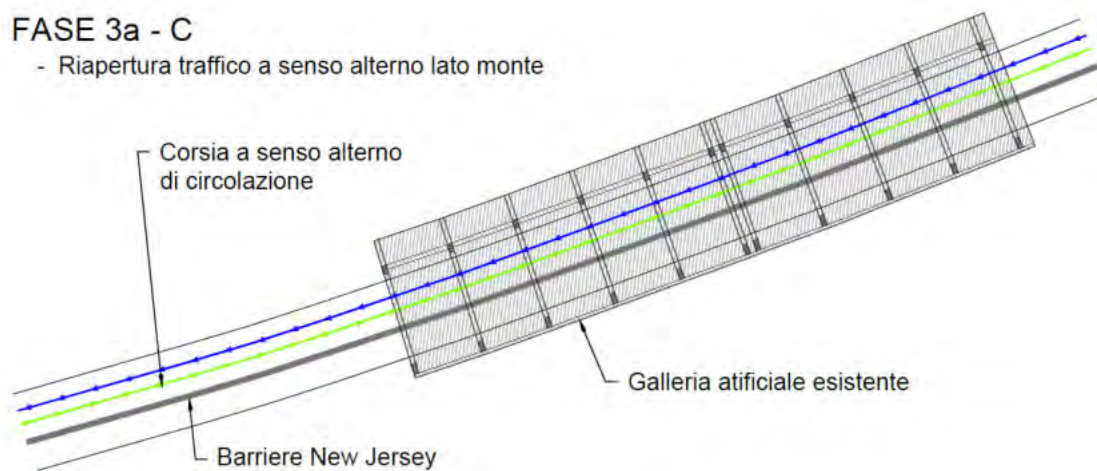 FASE 3a - C
- Riapertura traffico a senso alterno lato monte
Corsia a senso alterno
di circolazione
Galleria atificiale esistente
Barriere New Jersey